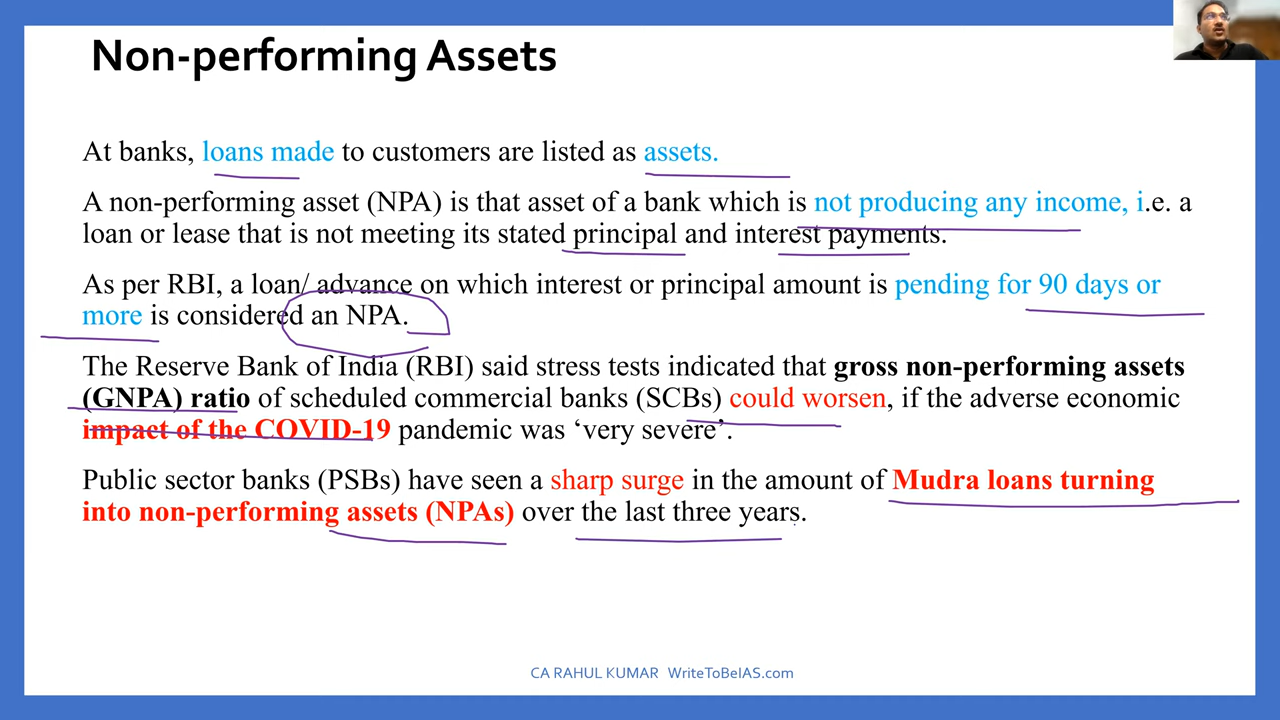 Non-performing Assets
At banks, loans made to customers are listed as assets.
A non-performing asset (NPA) is that asset of a bank which is not producing any income, i.e. a
loan or lease that is not meeting its stated principal and interest payments.
As per RBI, a loan/ advance on which interest or principal amount is pending for 90 days or
more is considered an NPA.
The Reserve Bank of India (RBI) said stress tests indicated that gross non-performing assets
(GNPA) ratio of scheduled commercial banks (SCBs) could worsen, if the adverse economic
impact of the COVID-19 pandemic was ‘very severe’.
Public sector banks (PSBs) have seen a sharp surge in the amount of Mudra loans turning
into non-performing assets (NPAs) over the last three years.
CA RAHUL KUMAR WriteToBeIAS.com